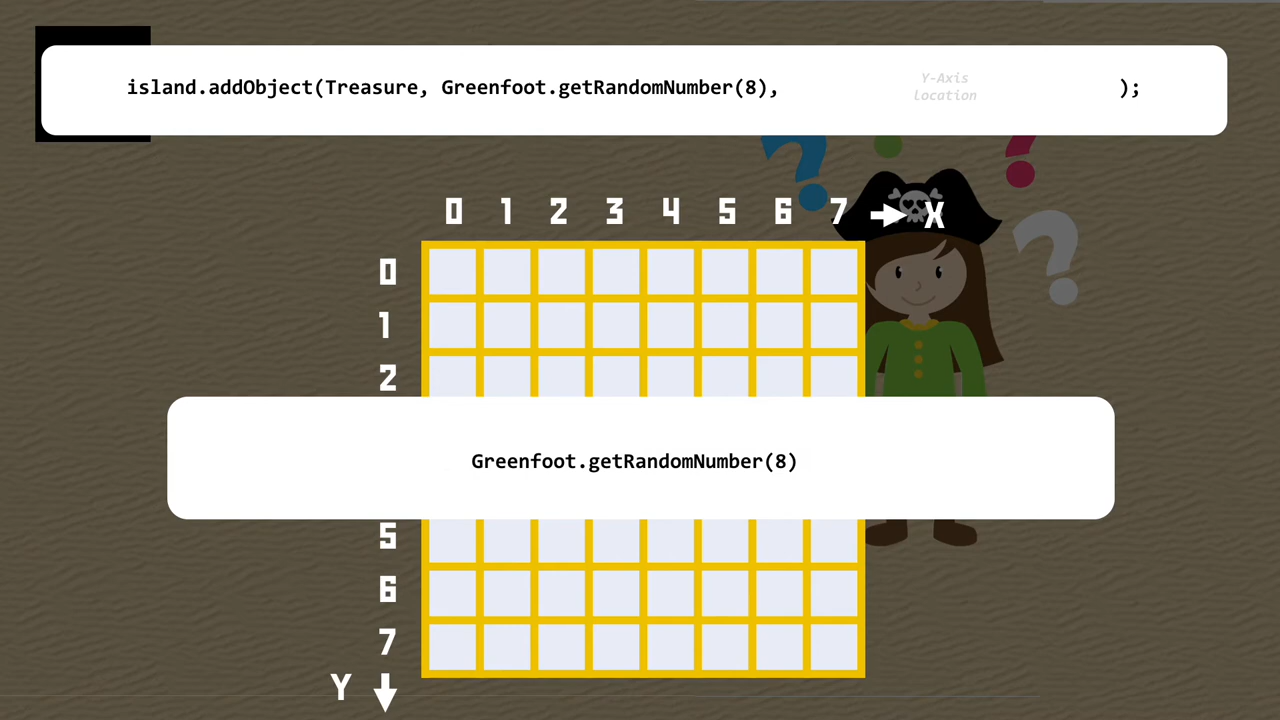 island.addObject(Treasure, Greenfoot.getRandomNumber(8), Y-Axis location );
0 1 2 3 4 5 6 7 X
0
1
2
Greenfoot.getRandomNumber(8)
5
6
7
Y